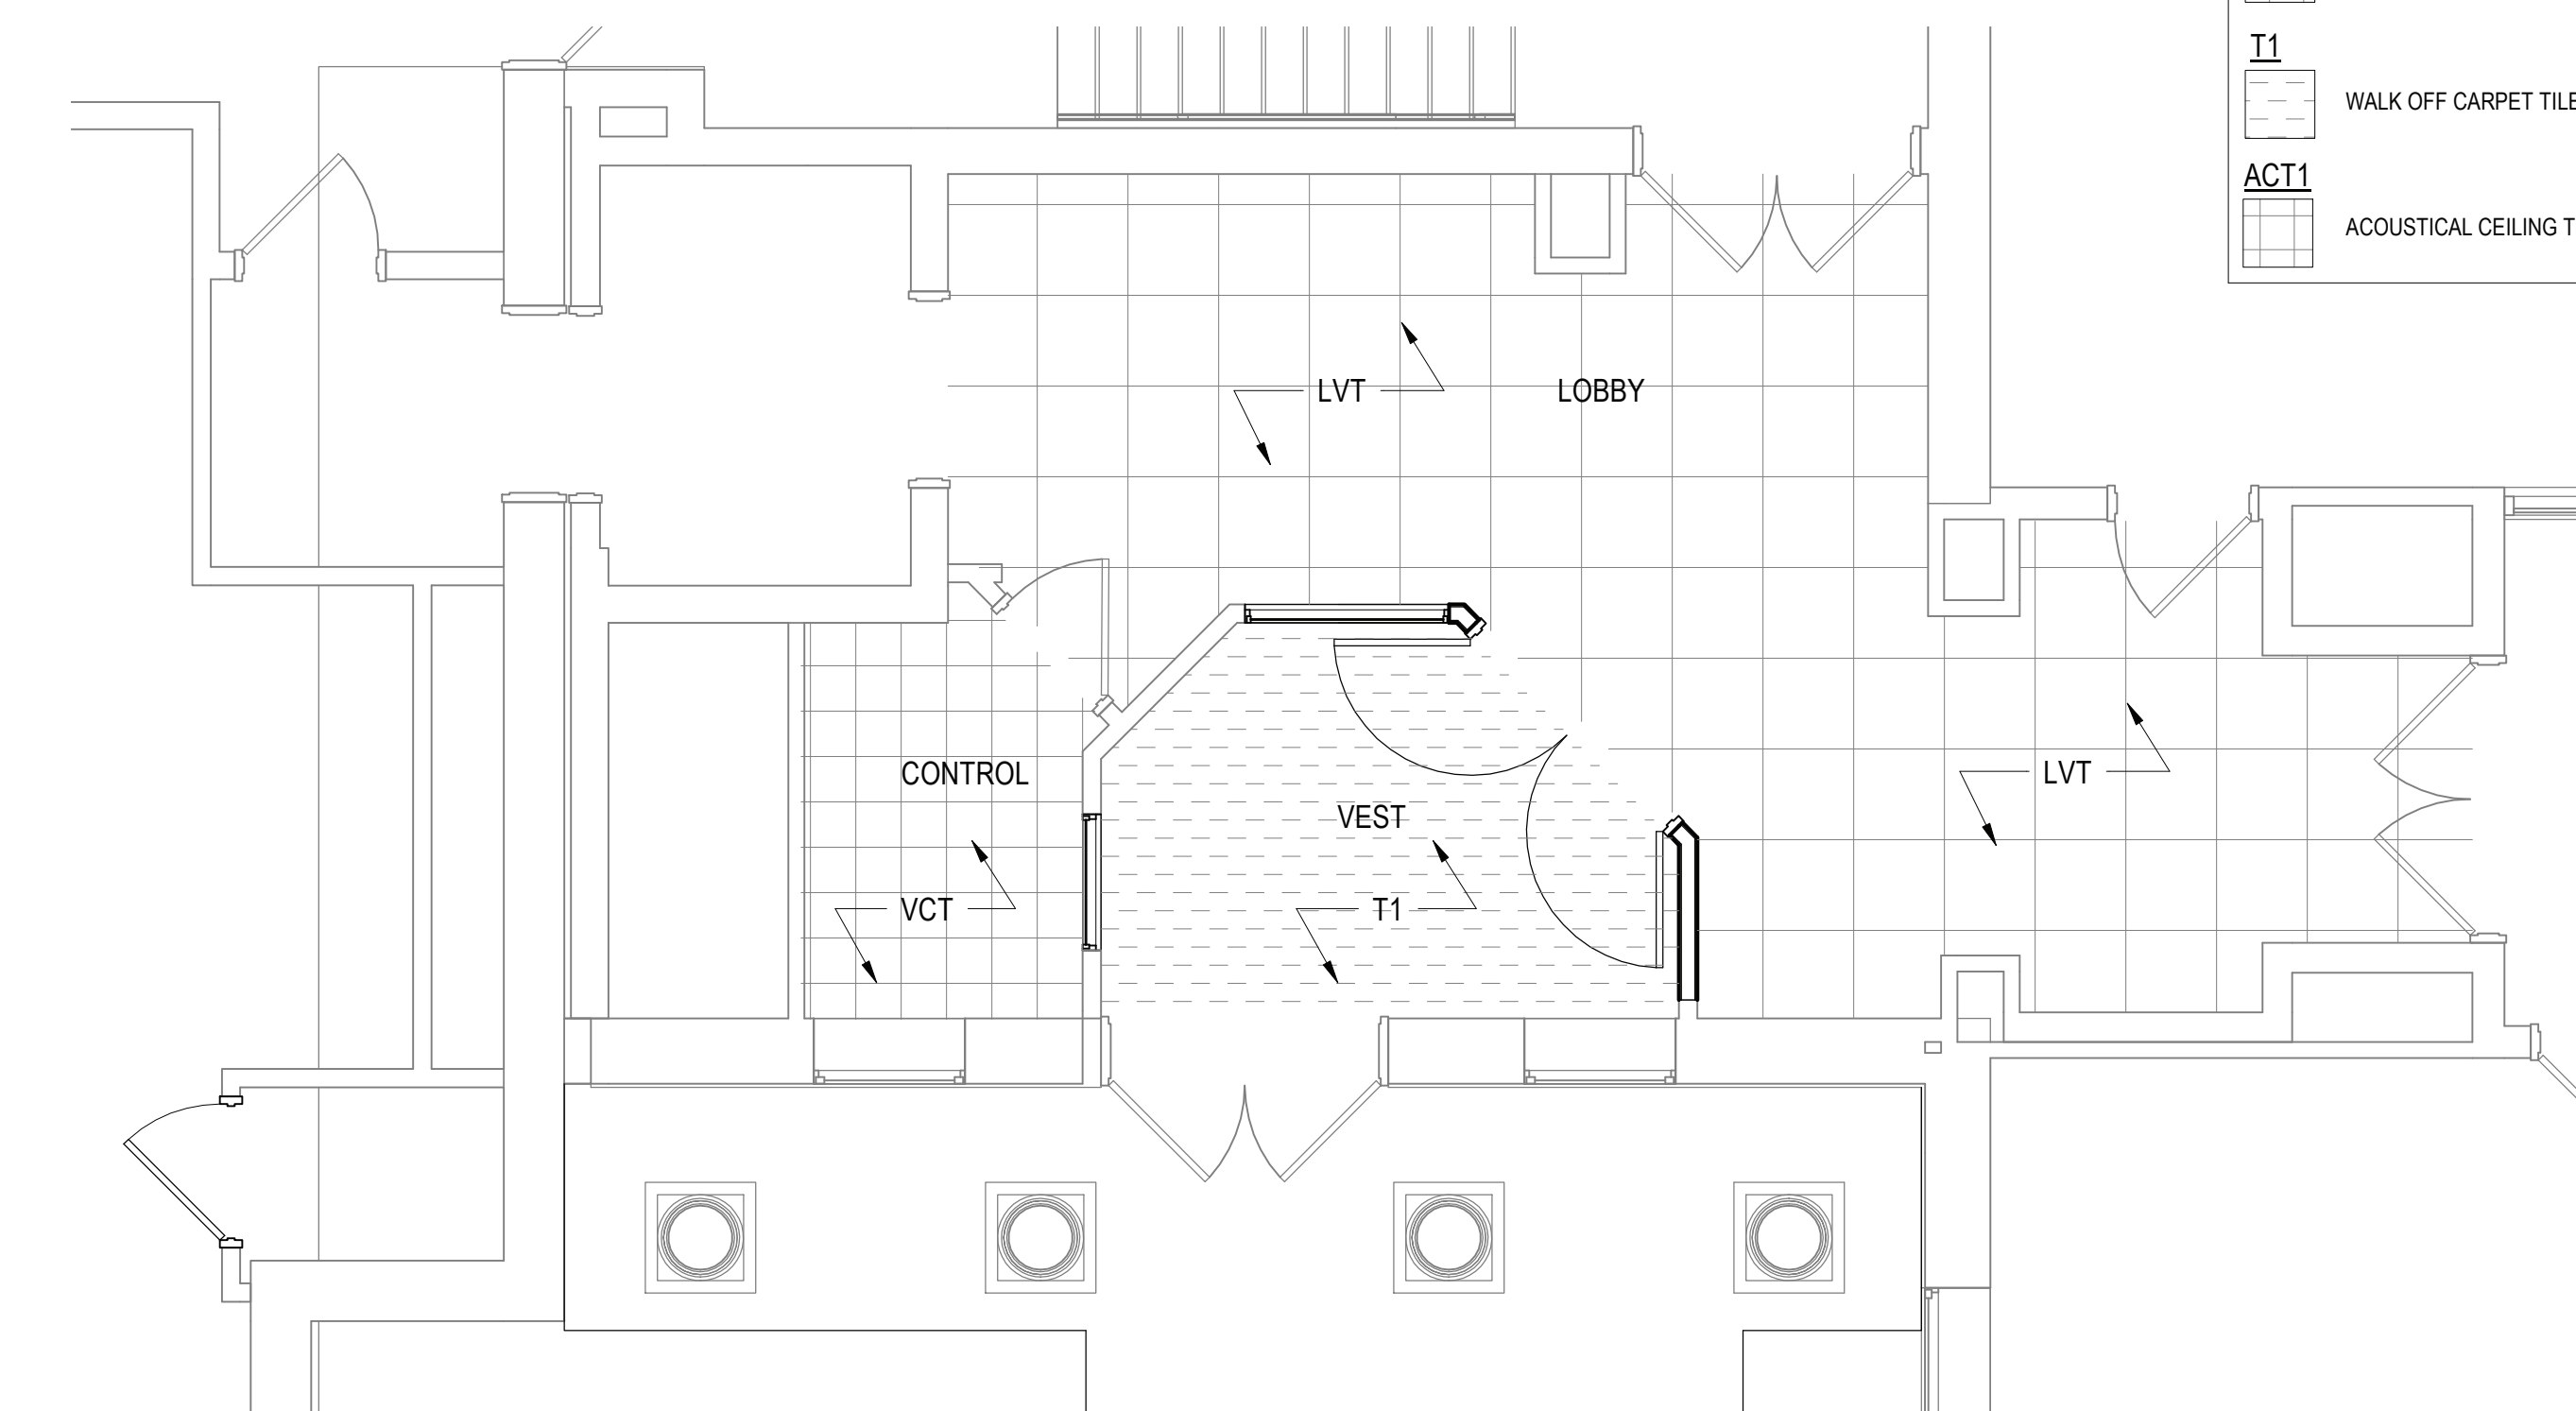 T1
WALK OFF CARPET TILE
ACT1
ACOUSTICAL CEILING T
LVT
LOBBY
CONTROL
LVT
VEST
VCT
T1